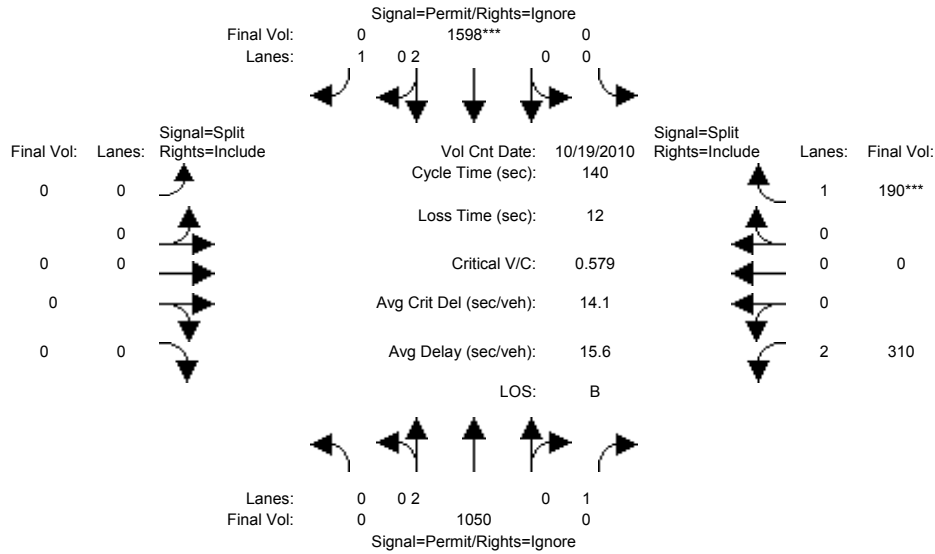 Signal=Permit/Rights=Ignore
Final Vol: 0 1598*** 0
Lanes: 1 0 2 0 0
Signal=Split Signal=Split
Final Vol: Lanes: Rights=Include Vol Cnt Date: 10/19/2010 Rights=Include Lanes: Final Vol:
Cycle Time (sec): 140
0 0 1 190***
Loss Time (sec): 12
0 0
0 0 Critical V/C: 0.579 0 0
0 Avg Crit Del (sec/veh): 14.1 0
0 0 Avg Delay (sec/veh): 15.6 2 310
LOS: B
Lanes: 0 0 2 0 1
Final Vol: 0 1050 0
Signal=Permit/Rights=Ignore